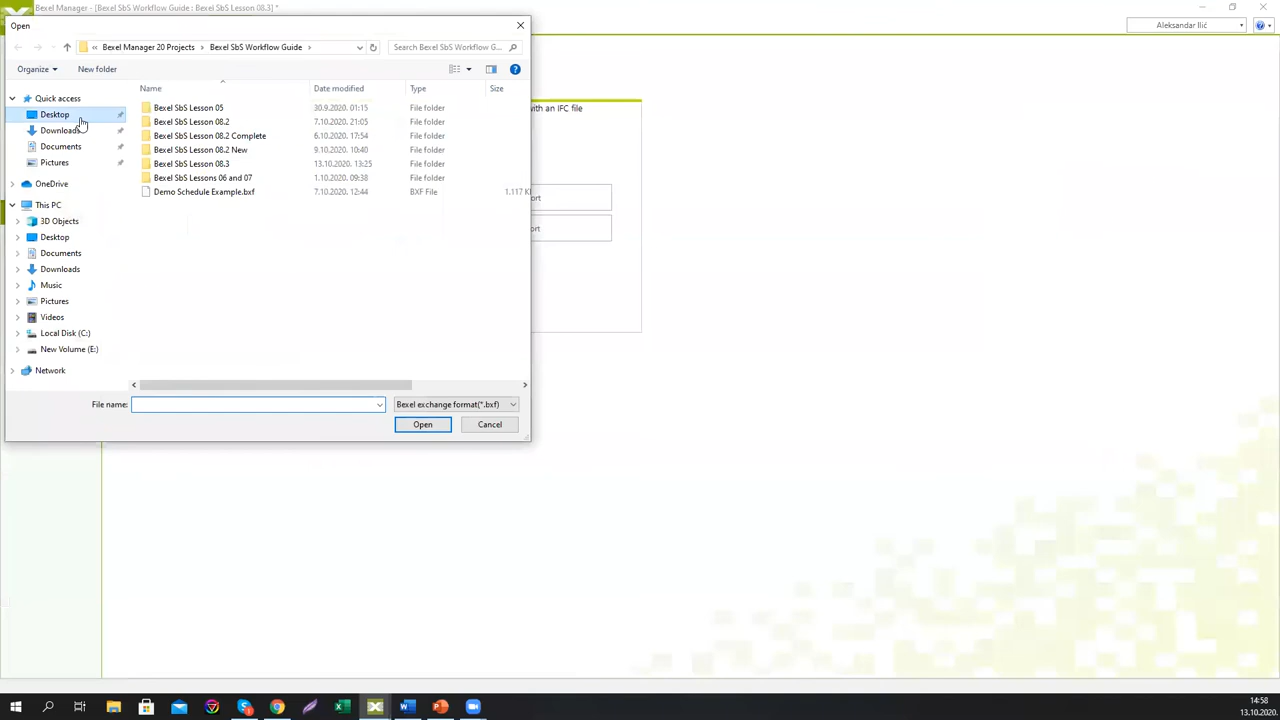 Bexel Manager - [Bexel SbS Workflow Guide : Bexel SbS Lesson 08.3] *
Aleksandar Ilić
Open
« Bexel Manager 20 Projects > Bexel SbS Workflow Guide >
Search Bexel SbS Workflow G...
Organize
New folder
Name Date modified Type Size
Quick access
Desktop
Downloads
Documents
Pictures
OneDrive
This PC
3D Objects
Desktop
Documents
Downloads
Music
Pictures
Videos
Local Disk (C:)
New Volume (E:)
Network
Bexel SbS Lesson 05 30.9.2020. 01:15 File folder
Bexel SbS Lesson 08.2 7.10.2020. 21:05 File folder
Bexel SbS Lesson 08.2 Complete 6.10.2020. 17:54 File folder
Bexel SbS Lesson 08.2 New 9.10.2020. 10:40 File folder
Bexel SbS Lesson 08.3 13.10.2020. 13:25 File folder
Bexel SbS Lessons 06 and 07 1.10.2020. 09:38 File folder
Demo Schedule Example.bxf 7.10.2020. 12:44 BXF File 1.117 K
with an IFC file
ort
ort
File name:
Bexel exchange format(*.bxf)
Open
Cancel
14:58
13.10.2020.